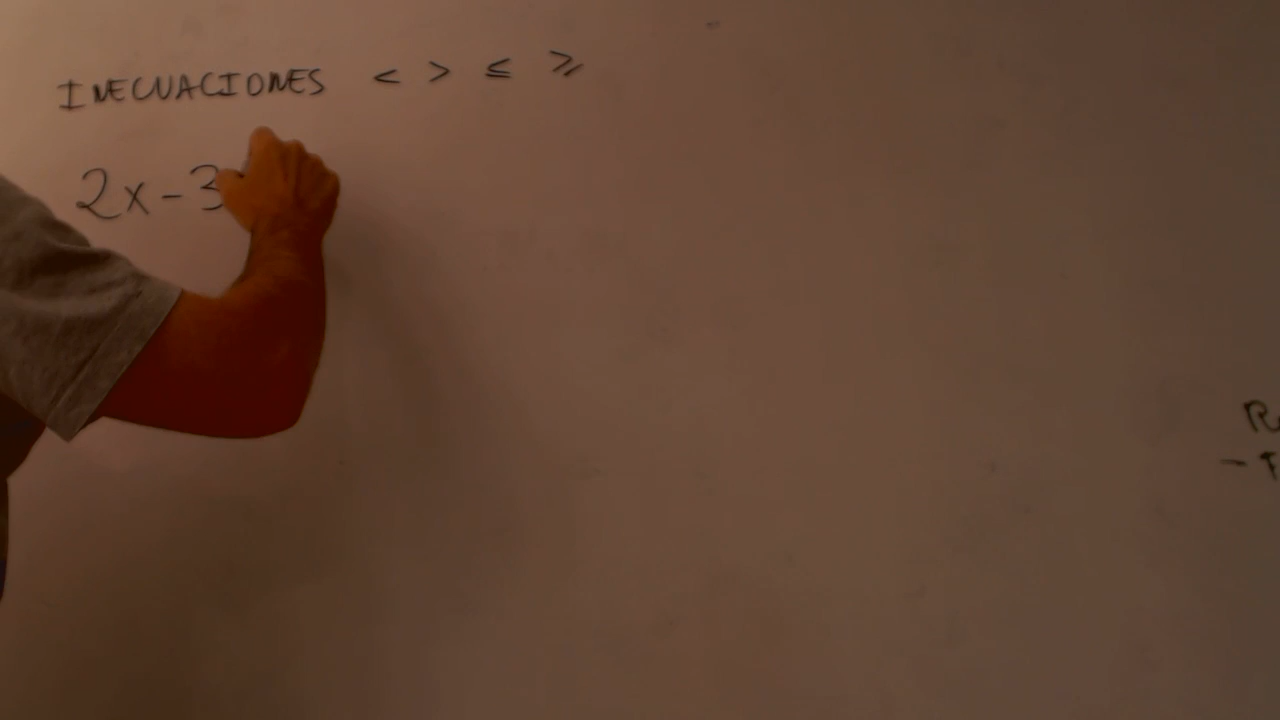 INECUACIONES < > ≤ ≥
2x - 3